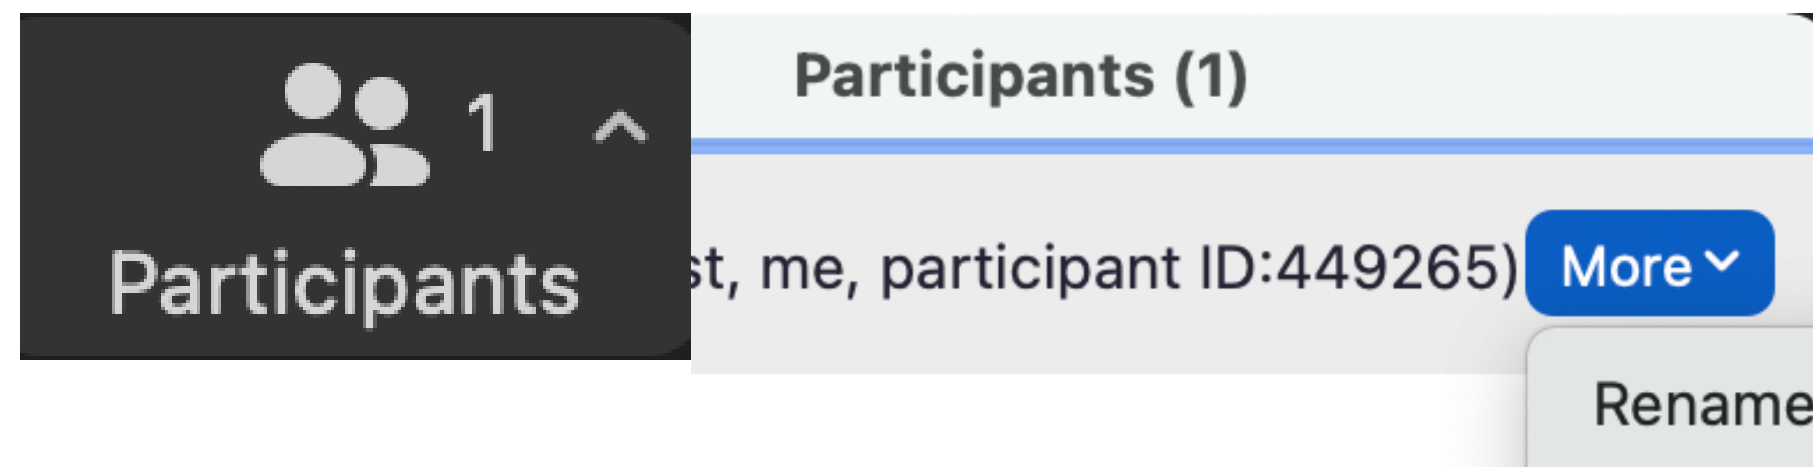 1
Participants
Participants (1)
st, me, participant ID:449265)
More
Rename